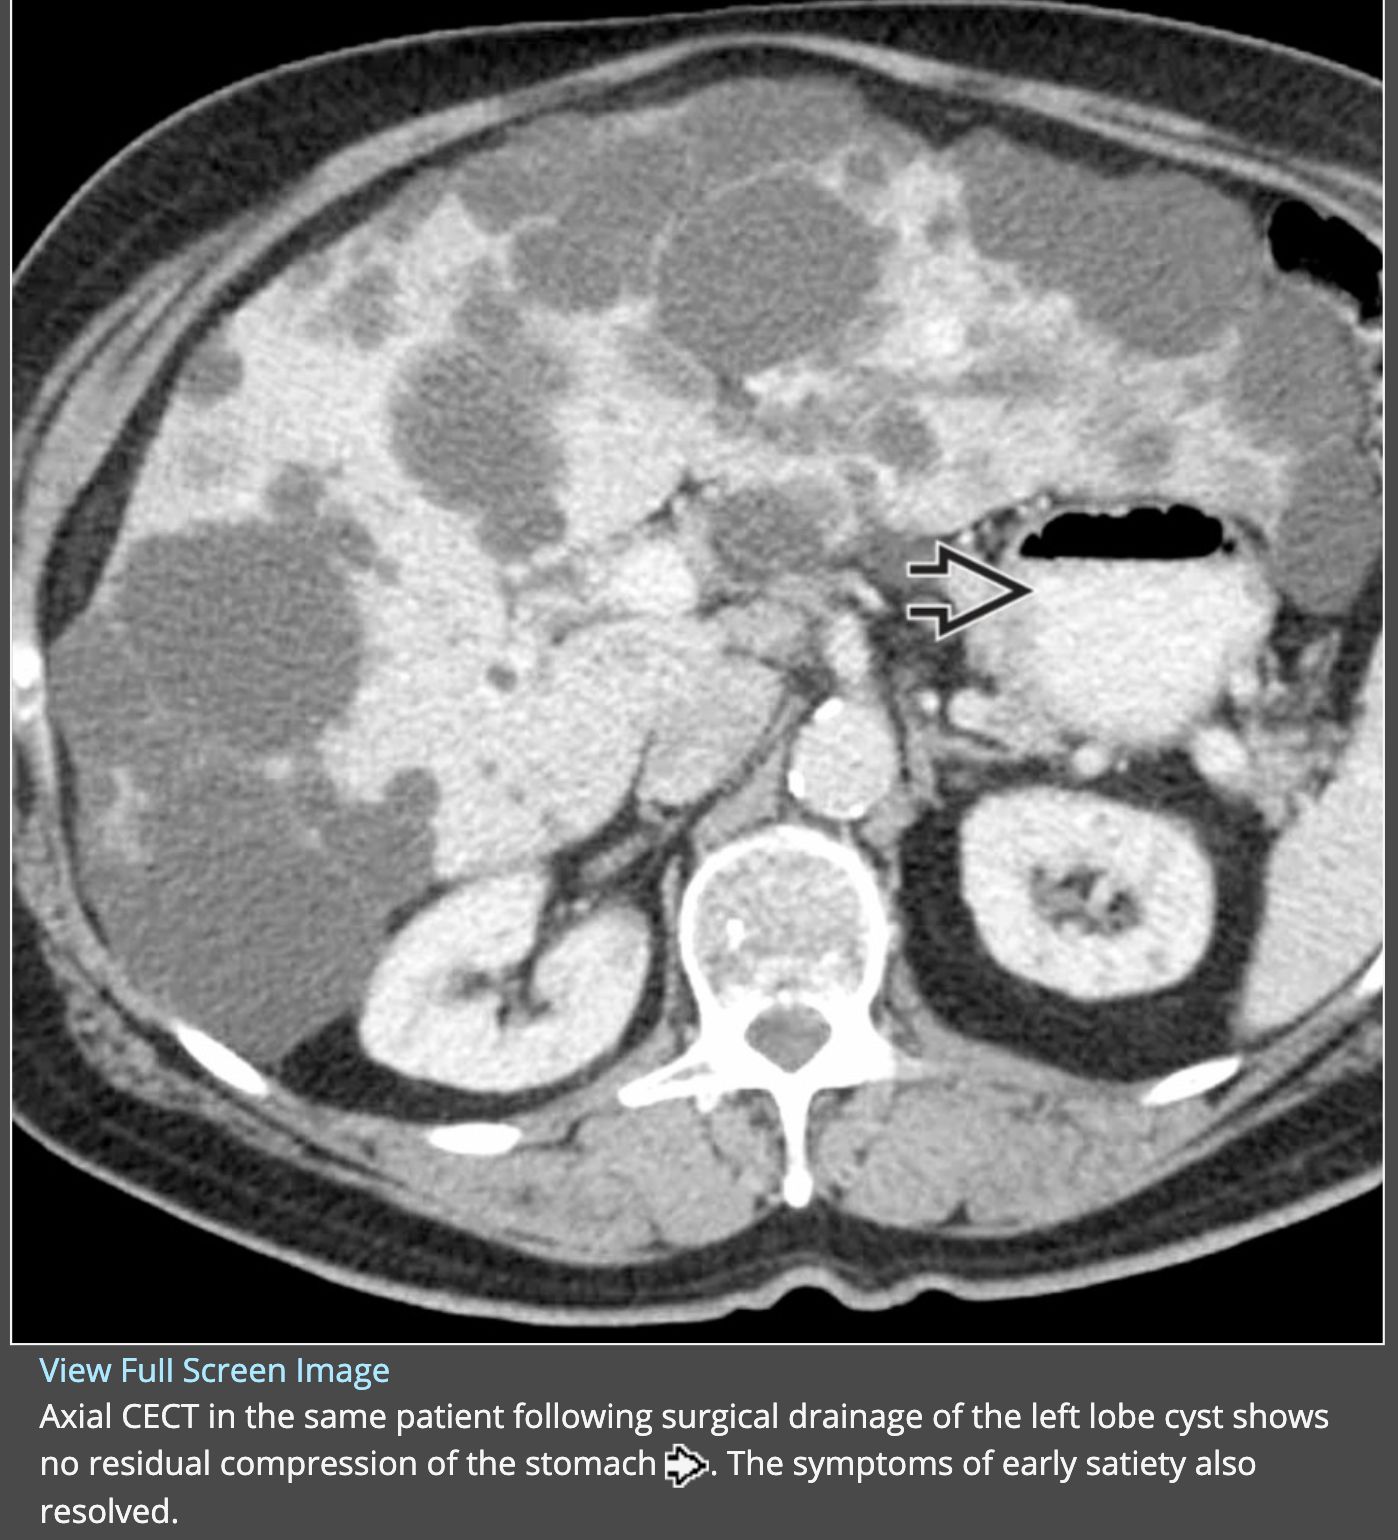 View Full Screen Image
Axial CECT in the same patient following surgical drainage of the left lobe cyst shows
no residual compression of the stomach . The symptoms of early satiety also
resolved.